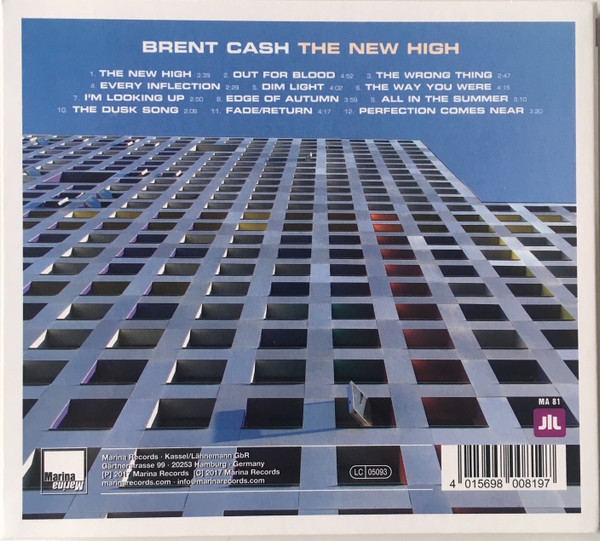 BRENT CASH THE NEW HIGH
1. THE NEW HIGH 3:39 2. OUT FOR BLOOD 4:52 3. THE WRONG THING 2:47
4. EVERY INFLECTION 2:29 5. DIM LIGHT 4:02 6. THE WAY YOU WERE 4:15
7. I'M LOOKING UP 2:50 8. EDGE OF AUTUMN 3:59 9. ALL IN THE SUMMER 3:10
10. THE DUSK SONG 2:06 11. FADE/RETURN 4:17 12. PERFECTION COMES NEAR 3:20
MA 81
Marina
Marina
Marina Records · Kassel/Lähnemann GbR
Gärtnerstrasse 99 · 20253 Hamburg · Germany
[P] 2017 Marina Records [C] 2017 Marina Records
marinarecords.com · info@marinarecords.com
LC 05093
4 015698 008197